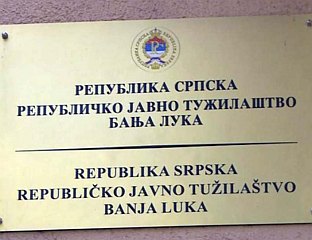 РЕПУБЛИКА СРПСКА
РЕПУБЛИЧКО ЈАВНО ТУЖИЛАШТВО
БАЊА ЛУКА
REPUBLIKA SRPSKA
REPUBLIČKO JAVNO TUŽILAŠTVO
BANJA LUKA